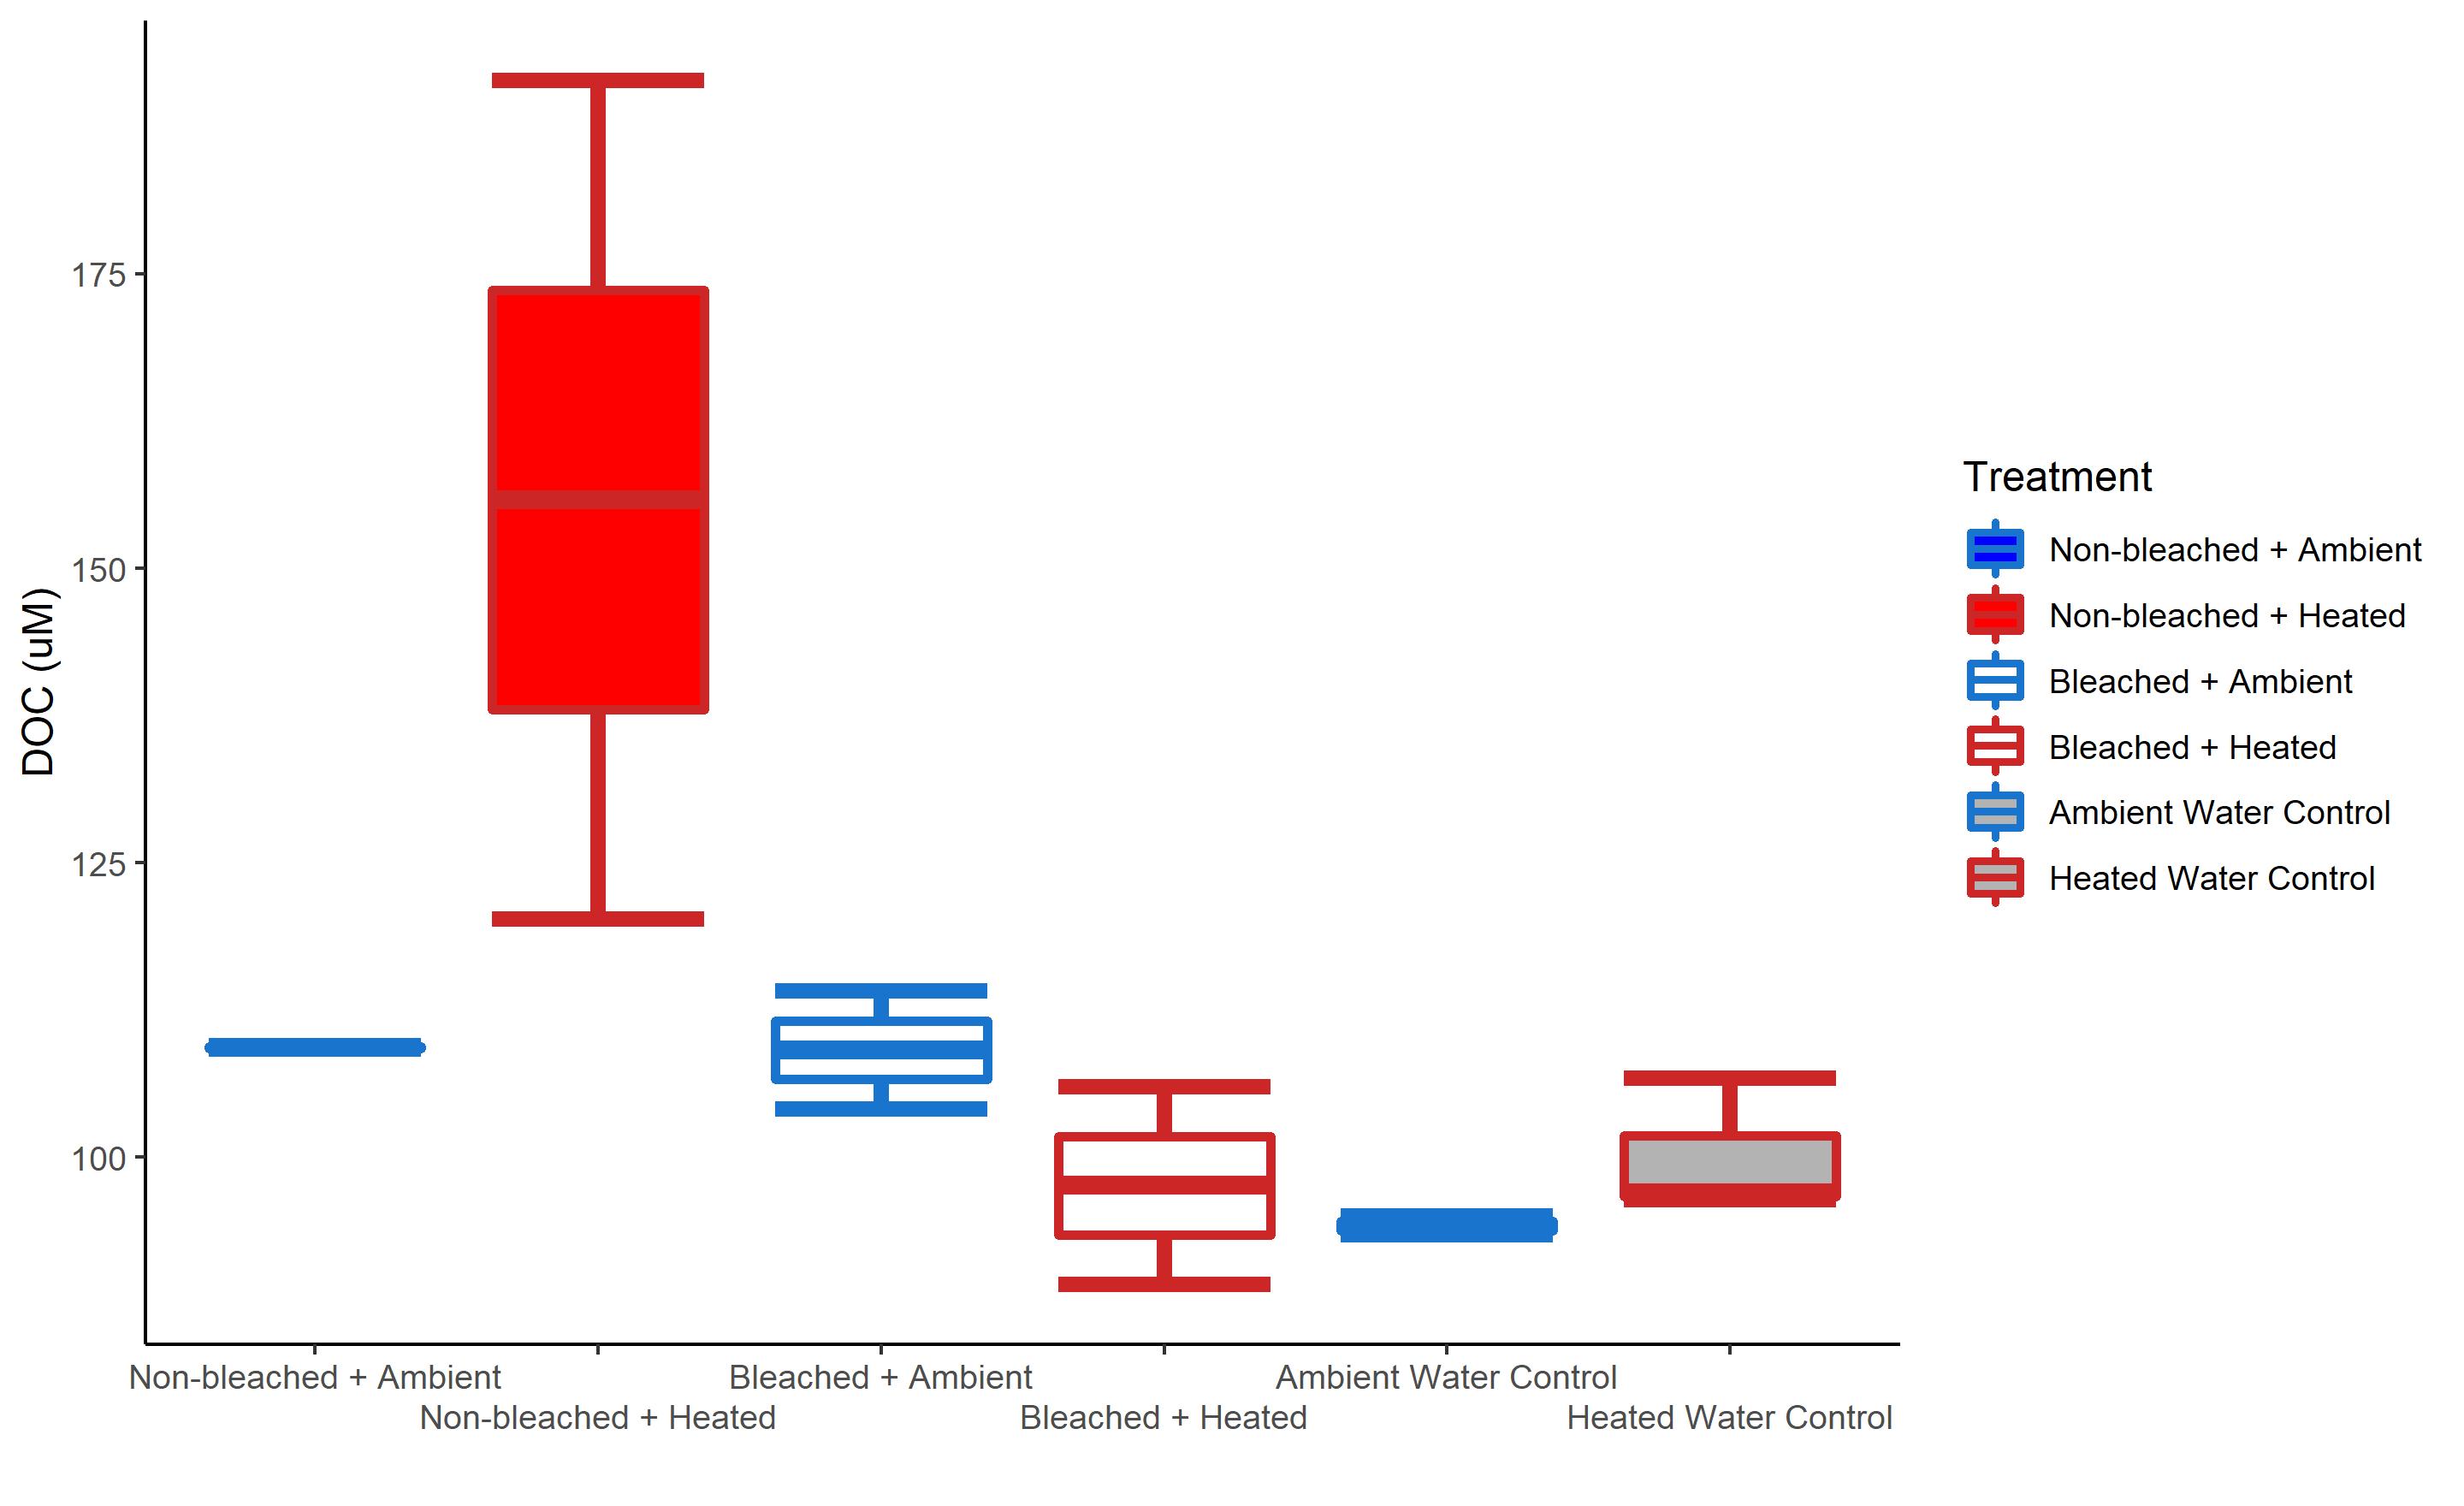 DOC (uM)
175
150
125
100
Non-bleached + Ambient
Non-bleached + Heated
Bleached + Ambient
Bleached + Heated
Ambient Water Control
Heated Water Control
Treatment
Non-bleached + Ambient
Non-bleached + Heated
Bleached + Ambient
Bleached + Heated
Ambient Water Control
Heated Water Control